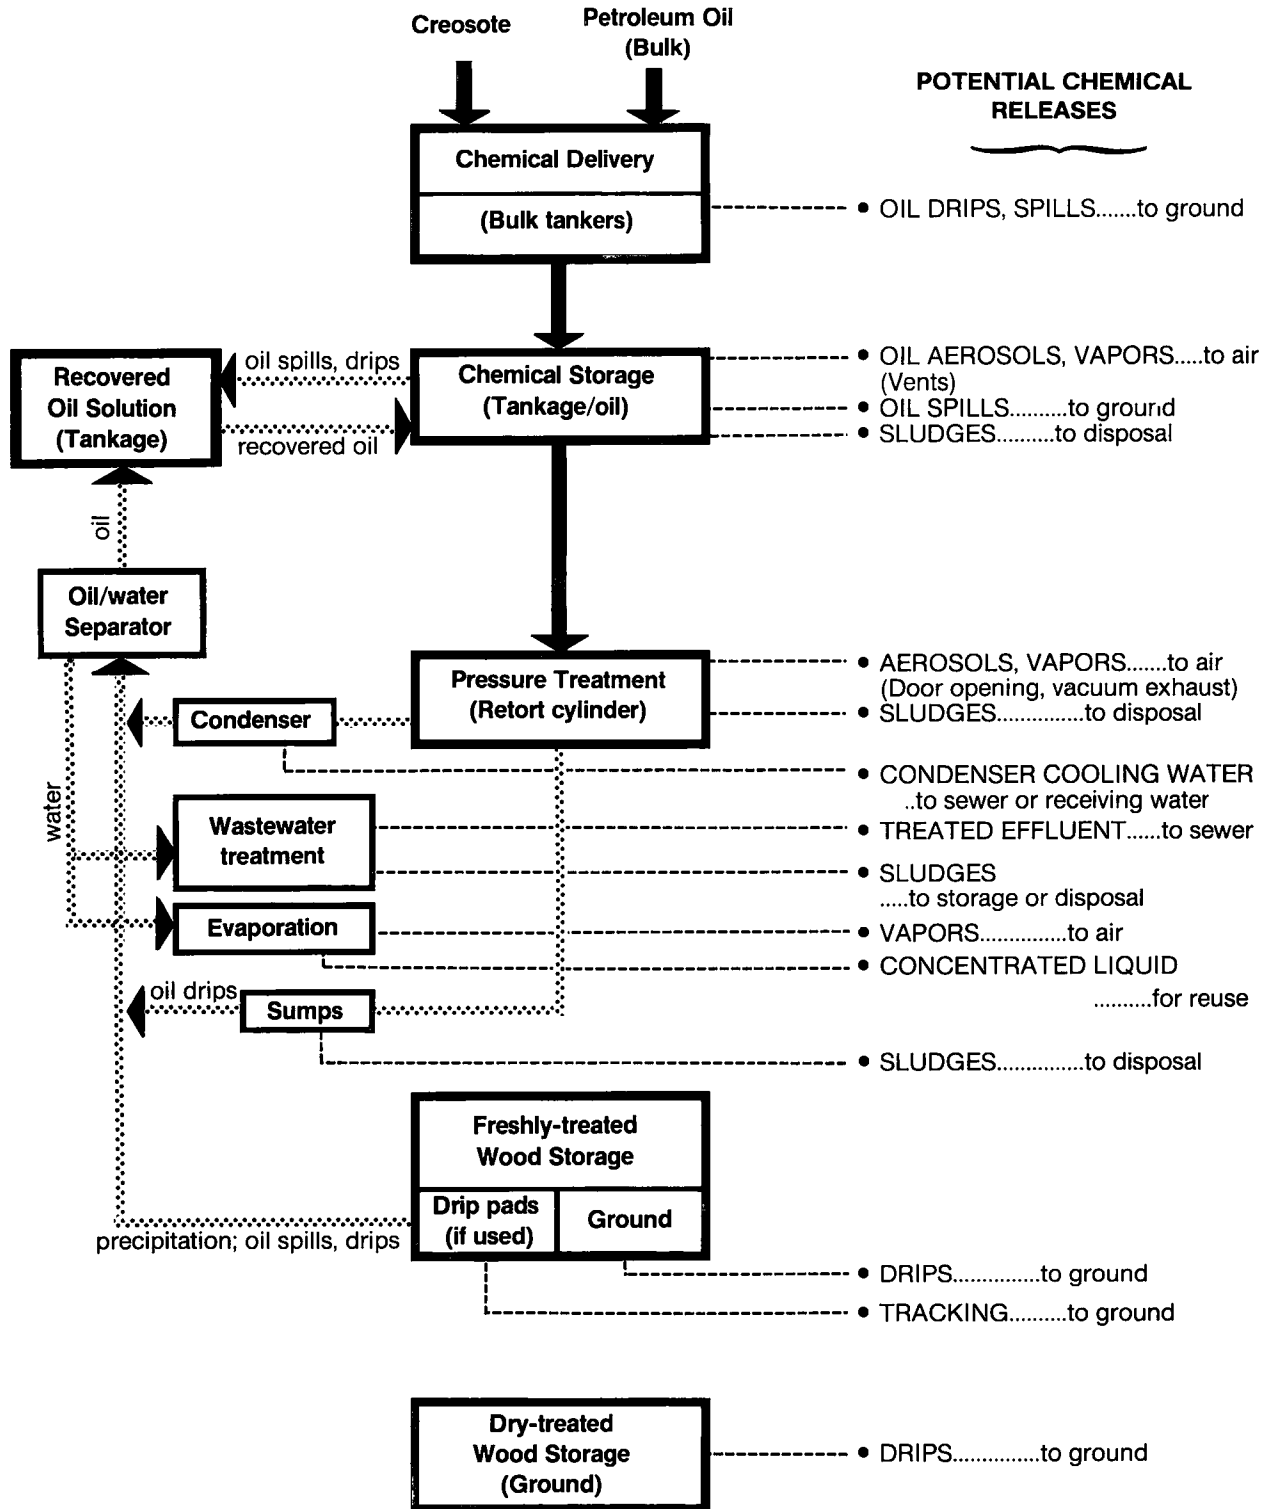 Creosote
Petroleum Oil
(Bulk)
POTENTIAL CHEMICAL
RELEASES
Chemical Delivery
(Bulk tankers)
• OIL DRIPS, SPILLS.......to ground
oil spills, drips
Recovered
Oil Solution
(Tankage)
recovered oil
Chemical Storage
(Tankage/oil)
• OIL AEROSOLS, VAPORS.....to air
(Vents)
• OIL SPILLS..........to ground
• SLUDGES..........to disposal
oil
Oil/water
Separator
Pressure Treatment
(Retort cylinder)
• AEROSOLS, VAPORS.......to air
(Door opening, vacuum exhaust)
• SLUDGES...............to disposal
Condenser
• CONDENSER COOLING WATER
..to sewer or receiving water
water
Wastewater
treatment
• TREATED EFFLUENT......to sewer
• SLUDGES
.....to storage or disposal
Evaporation
• VAPORS...............to air
• CONCENTRATED LIQUID
..........for reuse
oil drips
Sumps
• SLUDGES...............to disposal
Freshly-treated
Wood Storage
Drip pads
(if used)
Ground
precipitation; oil spills, drips
• DRIPS...............to ground
• TRACKING..........to ground
Dry-treated
Wood Storage
(Ground)
• DRIPS...............to ground